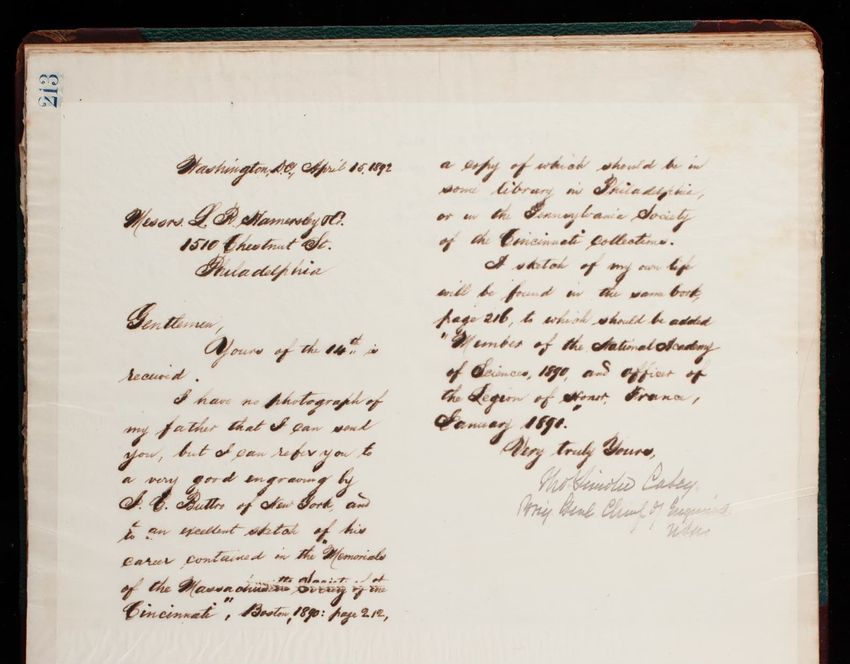 213
Washington, D.C., April 15, 1892
Messrs. L. R. Hamersly & Co.
1510 Chestnut St.
Philadelphia
Gentlemen,
Yours of the 14th. is
received.
I have no photograph of
my father that I can send
you, but I can refer you to
a very good engraving by
J. C. Buttre of New York, and
to an excellent sketch of his
career contained in the "Memorials
of the Massachusetts Society of the
Cincinnati", Boston, 1890: page 212,
a copy of which should be in
some library in Philadelphia,
or in the Pennsylvania Society
of the Cincinnati collections.
A sketch of my own life
will be found in the same book,
page 216, to which should be added
"Member of the National Academy
of Sciences, 1890, and officer of
the Legion of Honor, France,
January 1891."
Very truly Yours,
Thos Lincoln Casey.
Brig Genl Chief of Engineers